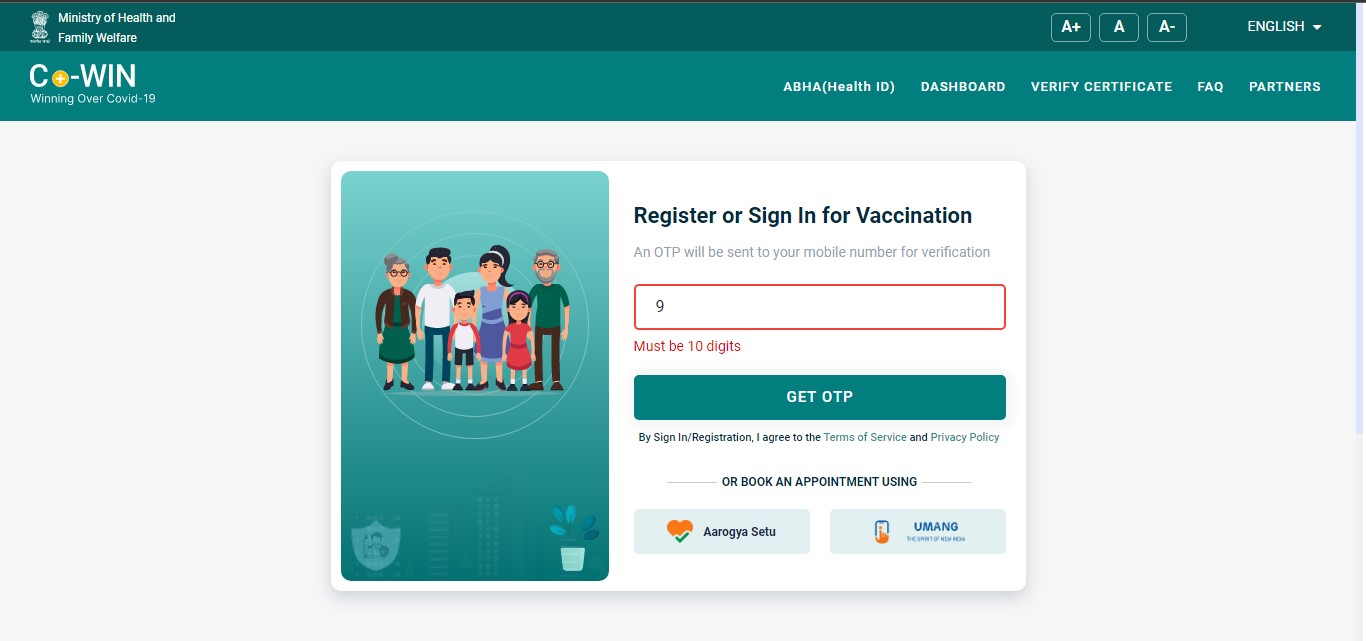 Ministry of Health and
Family Welfare
A+ A A- ENGLISH
Co-WIN
Winning Over Covid-19
ABHA(Health ID) DASHBOARD VERIFY CERTIFICATE FAQ PARTNERS
Register or Sign In for Vaccination
An OTP will be sent to your mobile number for verification
9
Must be 10 digits
GET OTP
By Sign In/Registration, I agree to the Terms of Service and Privacy Policy
OR BOOK AN APPOINTMENT USING
Aarogya Setu
UMANG
THE SPIRIT OF NEW INDIA